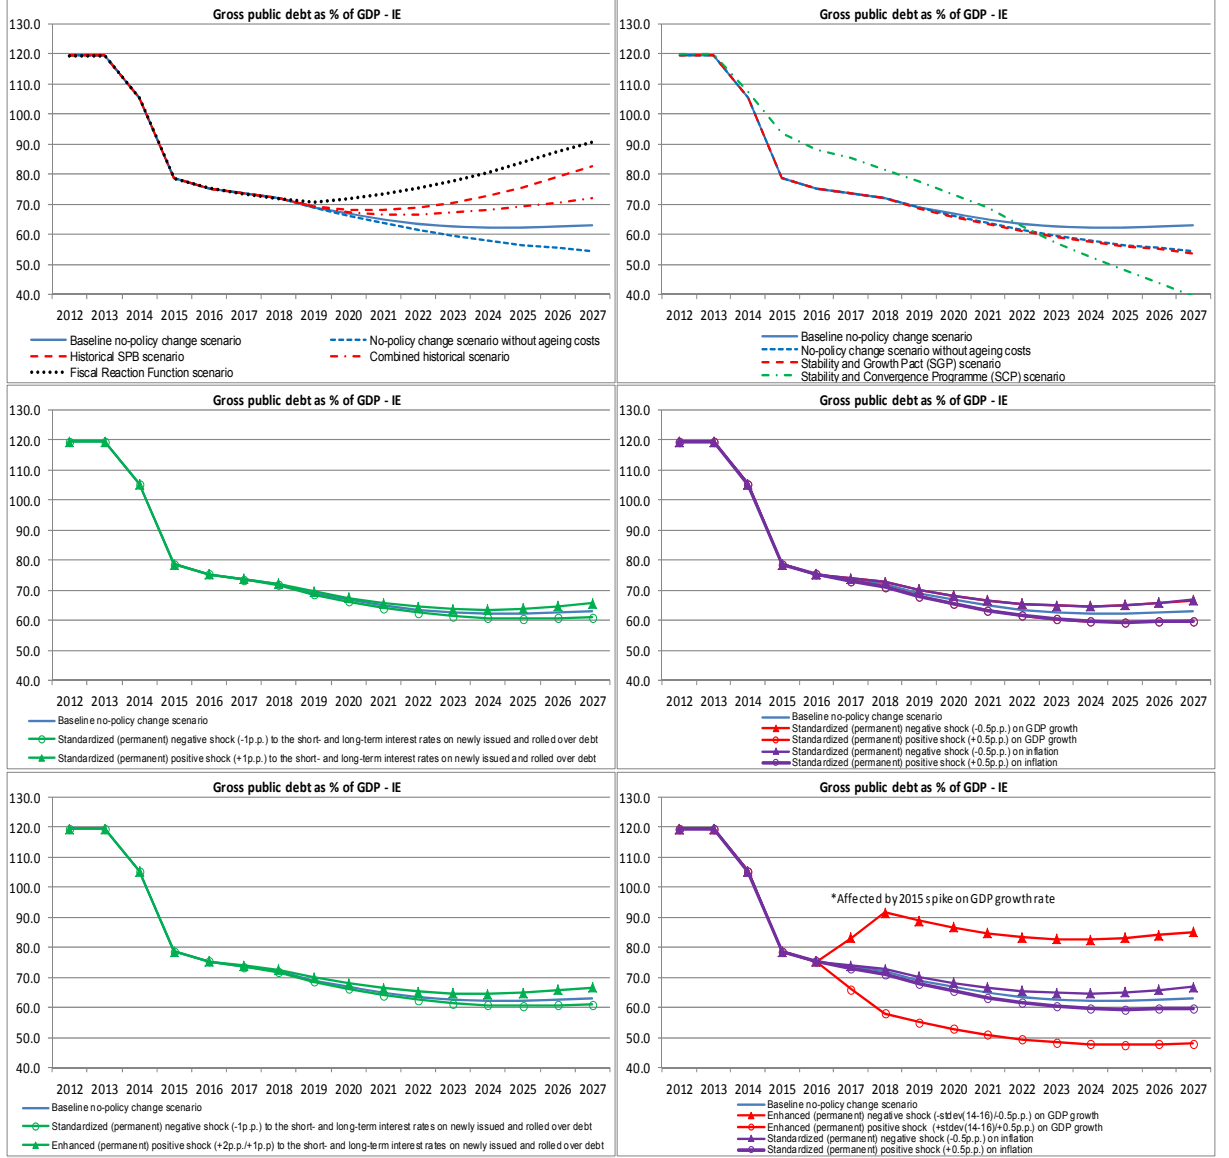 Gross public debt as % of GDP - IE
130.0
120.0
110.0
100.0
90.0
80.0
70.0
60.0
50.0
40.0
2012 2013 2014 2015 2016 2017 2018 2019 2020 2021 2022 2023 2024 2025 2026 2027
Baseline no-policy change scenario
No-policy change scenario without ageing costs
Historical SPB scenario
Combined historical scenario
Fiscal Reaction Function scenario
Gross public debt as % of GDP - IE
130.0
120.0
110.0
100.0
90.0
80.0
70.0
60.0
50.0
40.0
2012 2013 2014 2015 2016 2017 2018 2019 2020 2021 2022 2023 2024 2025 2026 2027
Baseline no-policy change scenario
No-policy change scenario without ageing costs
Stability and Growth Pact (SGP) scenario
Stability and Convergence Programme (SCP) scenario
Gross public debt as % of GDP - IE
130.0
120.0
110.0
100.0
90.0
80.0
70.0
60.0
50.0
40.0
2012 2013 2014 2015 2016 2017 2018 2019 2020 2021 2022 2023 2024 2025 2026 2027
Baseline no-policy change scenario
Standardized (permanent) negative shock (-1p.p.) to the short- and long-term interest rates on newly issued and rolled over debt
Standardized (permanent) positive shock (+1p.p.) to the short- and long-term interest rates on newly issued and rolled over debt
Gross public debt as % of GDP - IE
130.0
120.0
110.0
100.0
90.0
80.0
70.0
60.0
50.0
40.0
2012 2013 2014 2015 2016 2017 2018 2019 2020 2021 2022 2023 2024 2025 2026 2027
Baseline no-policy change scenario
Standardized (permanent) negative shock (-0.5p.p.) on GDP growth
Standardized (permanent) positive shock (+0.5p.p.) on GDP growth
Standardized (permanent) negative shock (-0.5p.p.) on inflation
Standardized (permanent) positive shock (+0.5p.p.) on inflation
Gross public debt as % of GDP - IE
130.0
120.0
110.0
100.0
90.0
80.0
70.0
60.0
50.0
40.0
2012 2013 2014 2015 2016 2017 2018 2019 2020 2021 2022 2023 2024 2025 2026 2027
Baseline no-policy change scenario
Standardized (permanent) negative shock (-1p.p.) to the short- and long-term interest rates on newly issued and rolled over debt
Enhanced (permanent) positive shock (+2p.p./+1p.p) to the short- and long-term interest rates on newly issued and rolled over debt
Gross public debt as % of GDP - IE
130.0
120.0
110.0
100.0
90.0
80.0
70.0
60.0
50.0
40.0
*Affected by 2015 spike on GDP growth rate
2012 2013 2014 2015 2016 2017 2018 2019 2020 2021 2022 2023 2024 2025 2026 2027
Baseline no-policy change scenario
Enhanced (permanent) negative shock (-stdev(14-16)/-0.5p.p.) on GDP growth
Enhanced (permanent) positive shock (+stdev(14-16)/+0.5p.p.) on GDP growth
Standardized (permanent) negative shock (-0.5p.p.) on inflation
Standardized (permanent) positive shock (+0.5p.p.) on inflation